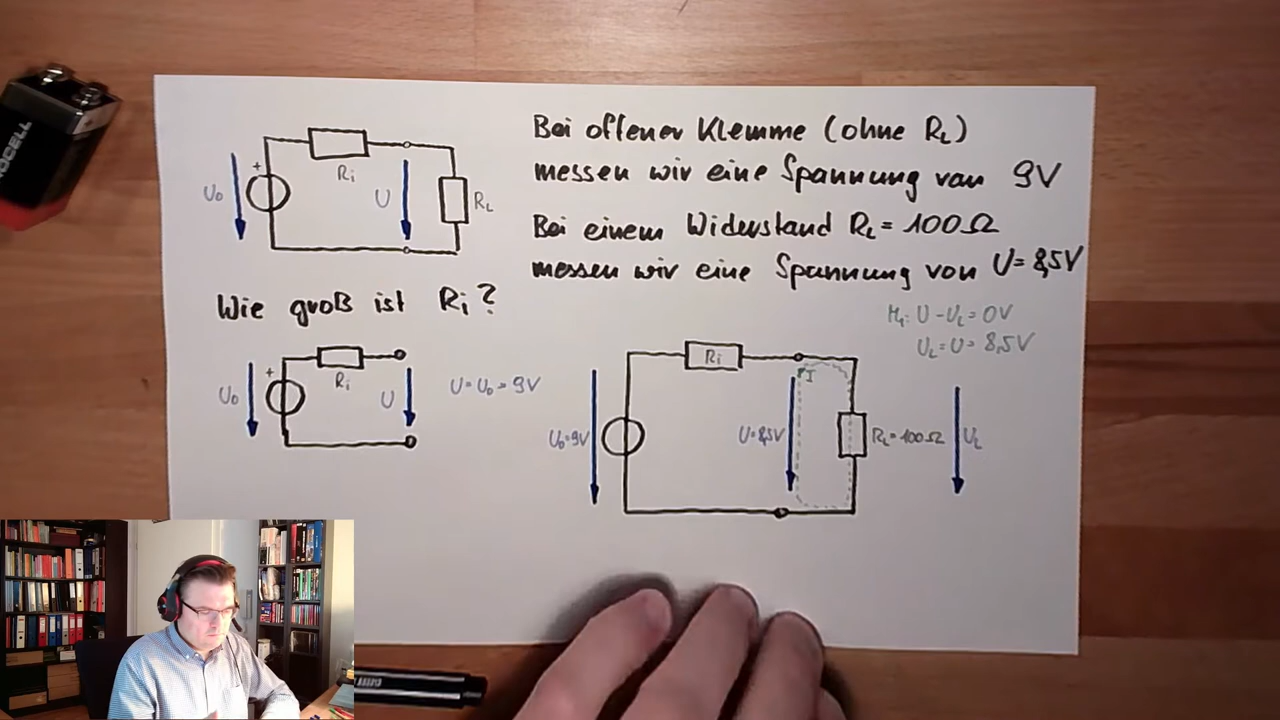 Bei offener Klemme (ohne RL)
messen wir eine Spannung von 9V
Bei einem Widerstand RL = 100Ω
messen wir eine Spannung von U = 8,5V
+
U0
Ri
U
RL
Wie groß ist Ri?
M1: U - UL = 0V
UL = U = 8,5V
+
U0
Ri
U
U = U0 = 9V
Ri
I
U0=9V
U=8,5V
RL=100Ω
UL